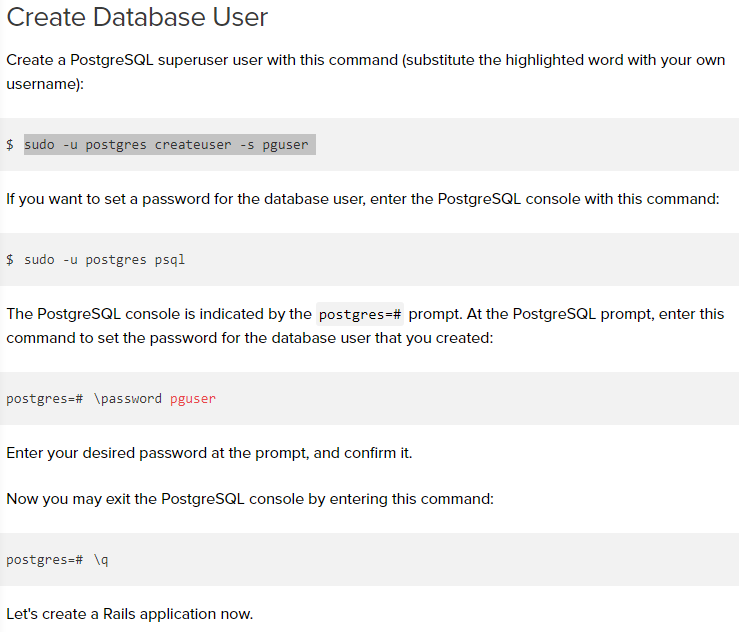 Create Database User
Create a PostgreSQL superuser user with this command (substitute the highlighted word with your own
username):
$ sudo -u postgres createuser -s pguser
If you want to set a password for the database user, enter the PostgreSQL console with this command:
$ sudo -u postgres psql
The PostgreSQL console is indicated by the postgres=# prompt. At the PostgreSQL prompt, enter this
command to set the password for the database user that you created:
postgres=# \password pguser
Enter your desired password at the prompt, and confirm it.
Now you may exit the PostgreSQL console by entering this command:
postgres=# \q
Let's create a Rails application now.